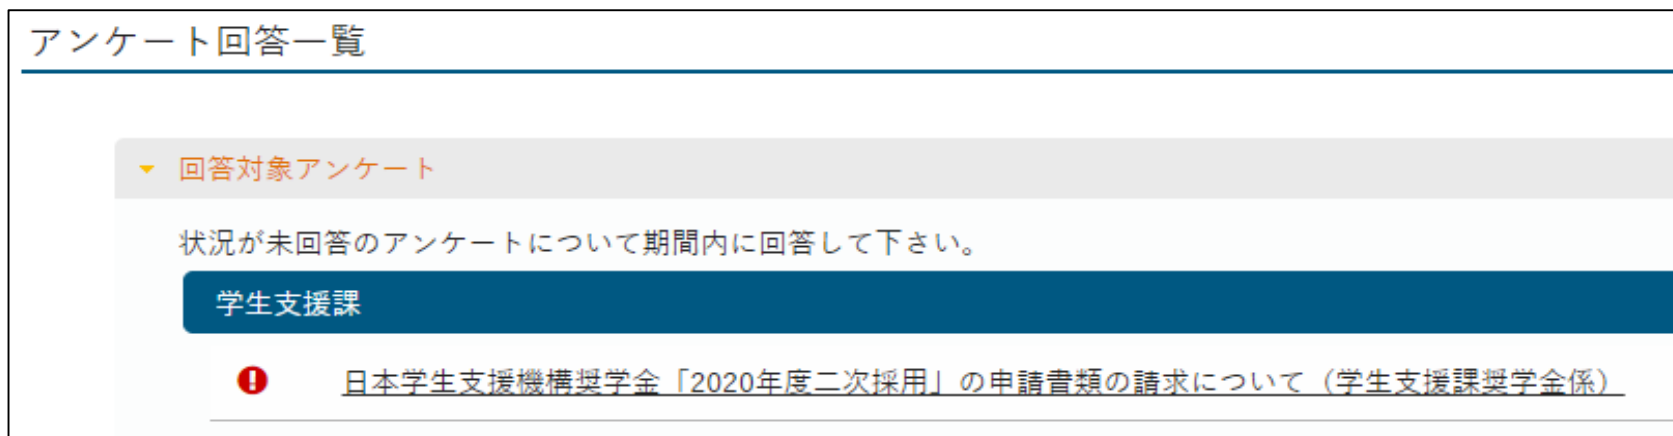 アンケート回答一覧
回答対象アンケート
状況が未回答のアンケートについて期間内に回答して下さい。
学生支援課
日本学生支援機構奨学金「2020年度二次採用」の申請書類の請求について（学生支援課奨学金係）